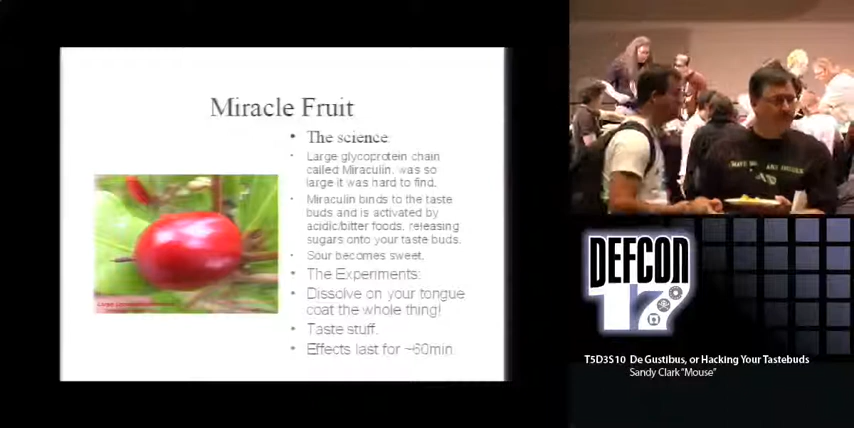 Miracle Fruit
• The science:
• Large glycoprotein chain
called Miraculin, was so
large it was hard to find.
• Miraculin binds to the taste
buds and is activated by
acidic/bitter foods, releasing
sugars onto your taste buds.
• Sour becomes sweet.
• The Experiments:
• Dissolve on your tongue
coat the whole thing!
• Taste stuff.
• Effects last for ~60min.
DEFCON
17
T5D3S10 De Gustibus, or Hacking Your Tastebuds
Sandy Clark “Mouse”